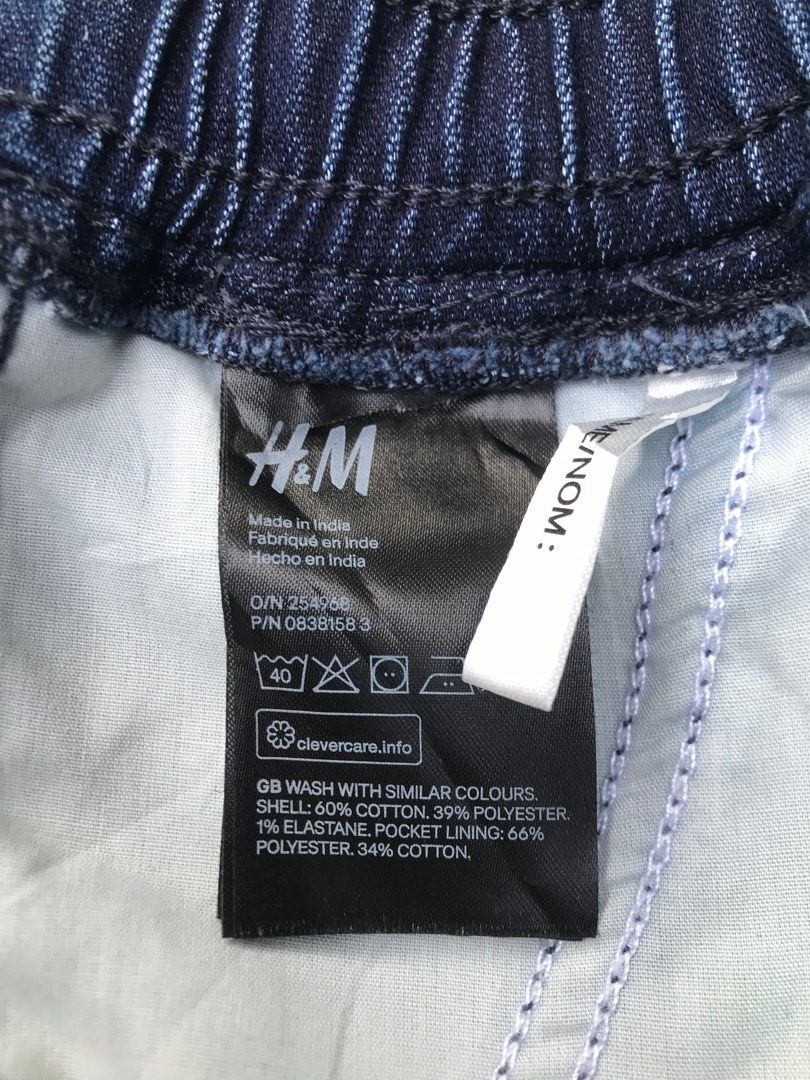 H&M
Made in India
Fabriqué en Inde
Hecho en India
O/N 254968
P/N 0838158 3
40
clevercare.info
GB WASH WITH SIMILAR COLOURS.
SHELL: 60% COTTON. 39% POLYESTER.
1% ELASTANE. POCKET LINING: 66%
POLYESTER. 34% COTTON.
ME/NOM :